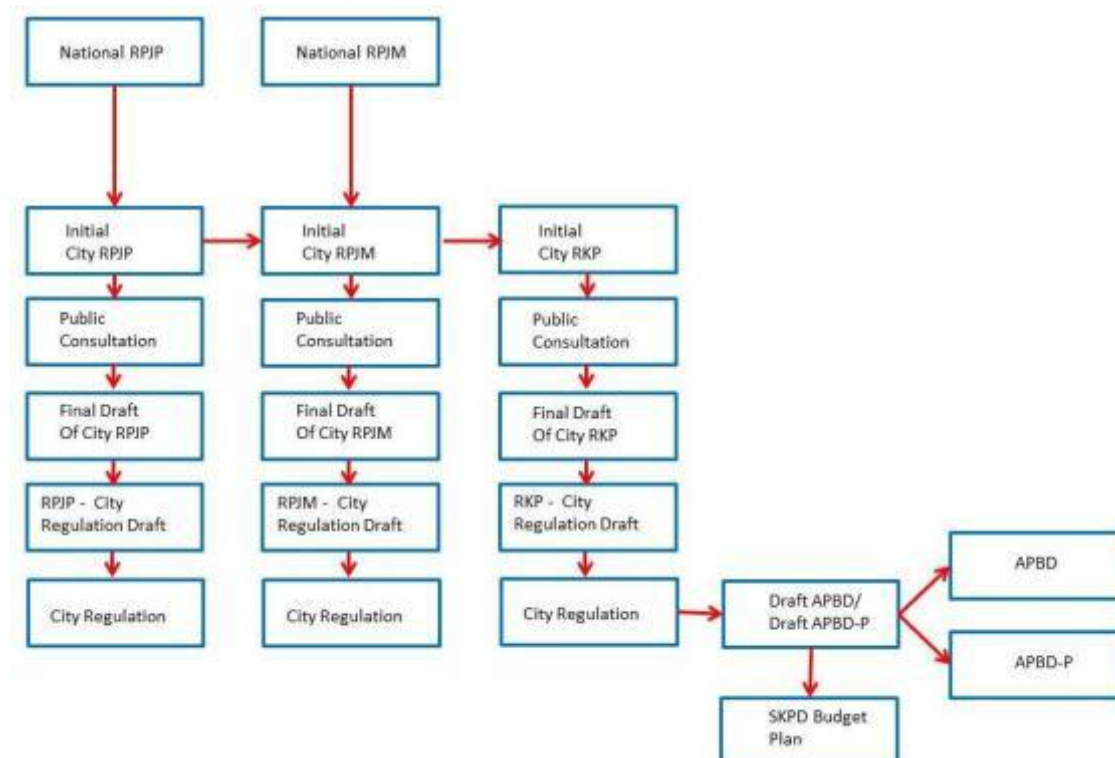 National RPJP
National RPJM
Initial
City RPJP
Initial
City RPJM
Initial
City RKP
Public
Consultation
Public
Consultation
Public
Consultation
Final Draft
Of City RPJP
Final Draft
Of City RPJM
Final Draft
Of City RKP
RPJP - City
Regulation Draft
RPJM - City
Regulation Draft
RKP - City
Regulation Draft
City Regulation
City Regulation
City Regulation
Draft APBD/
Draft APBD-P
APBD
APBD-P
SKPD Budget
Plan